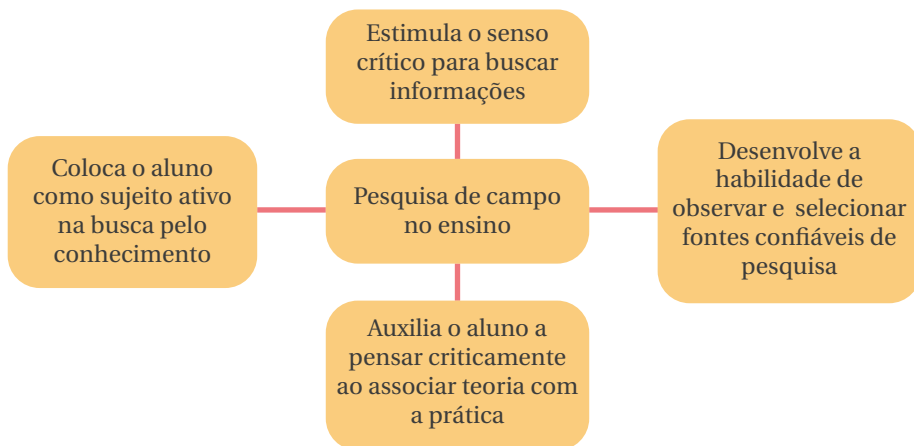 Estimula o senso
crítico para buscar
informações
Coloca o aluno
como sujeito ativo
na busca pelo
conhecimento
Pesquisa de campo
no ensino
Desenvolve a
habilidade de
observar e selecionar
fontes confiáveis de
pesquisa
Auxilia o aluno a
pensar criticamente
ao associar teoria com
a prática